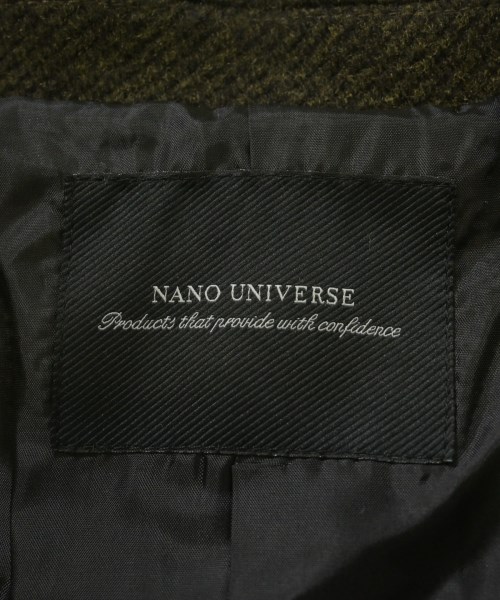 NANO UNIVERSE
Products that provide with confidence